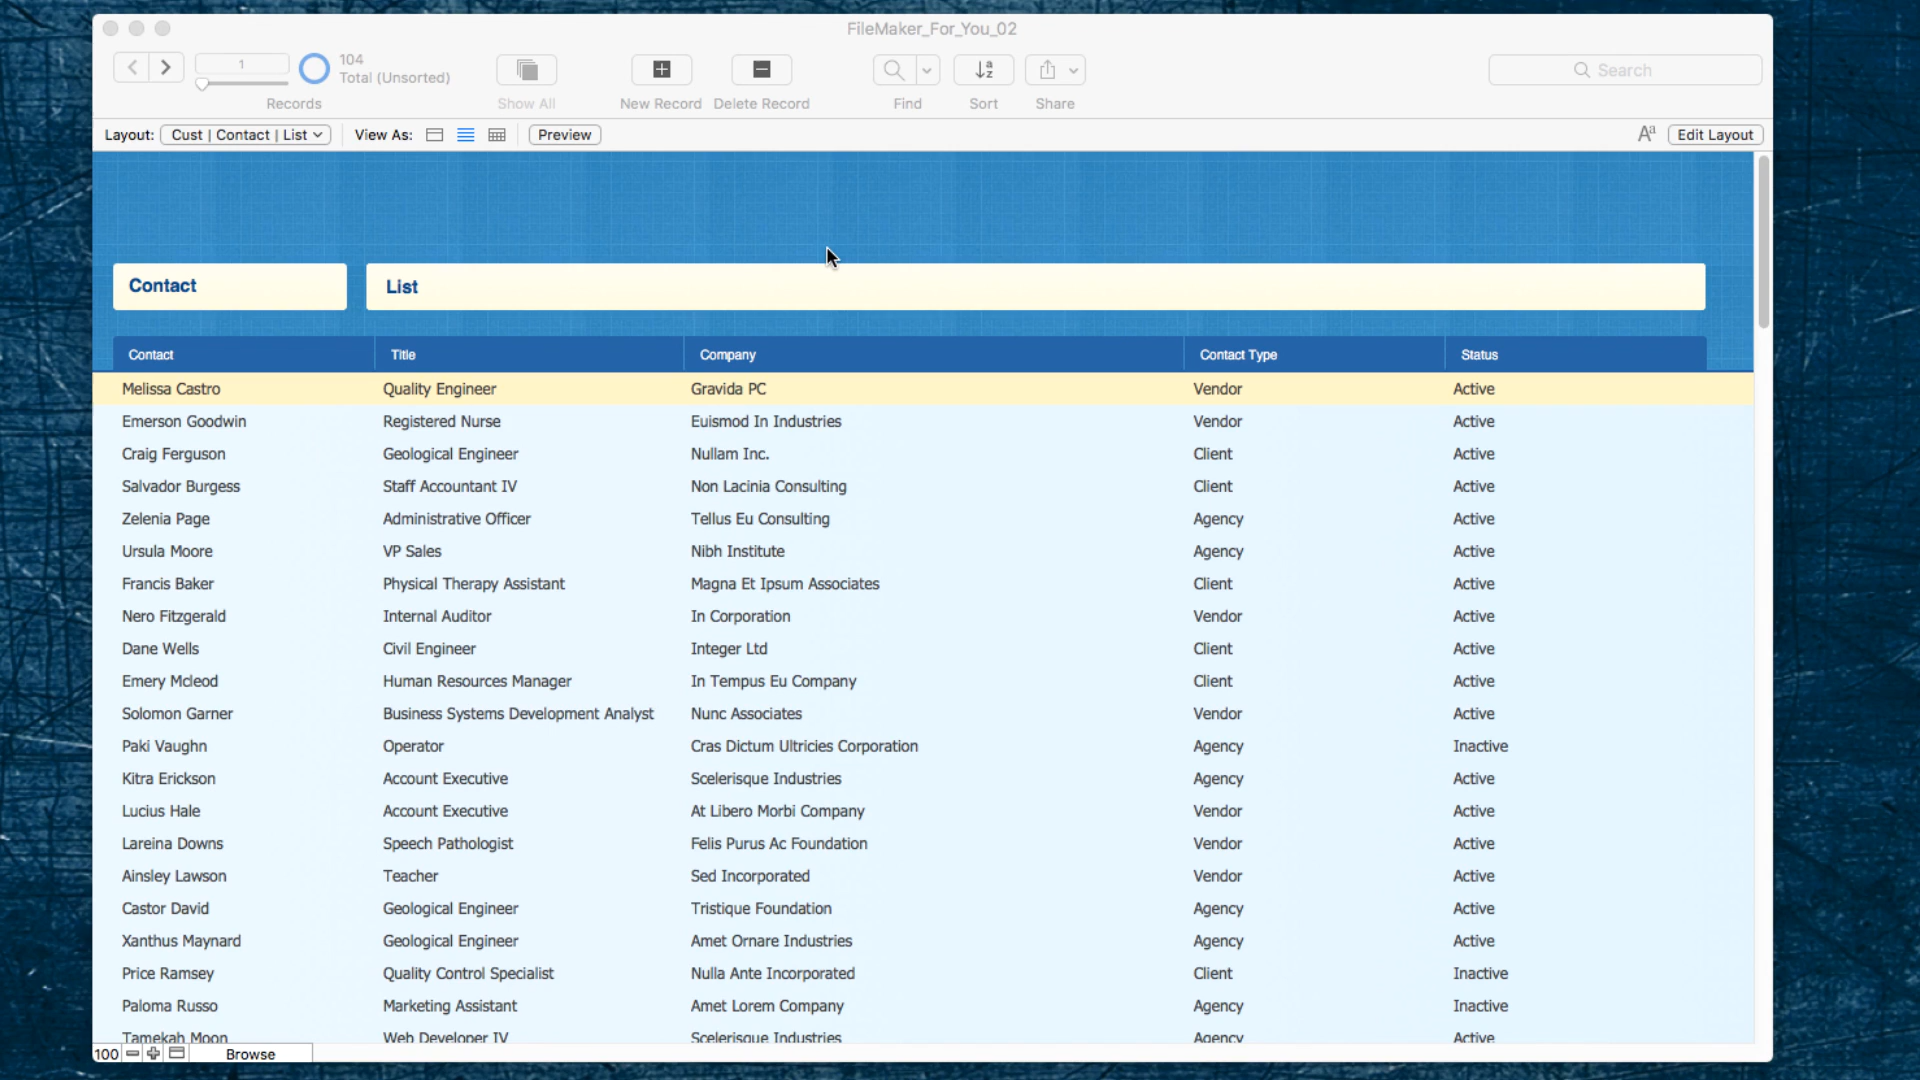 FileMaker_For_You_02
1
104
Total (Unsorted)
Records
Show All
New Record
Delete Record
Find
Sort
Share
Search
Layout: Cust | Contact | List View As: Preview Aa Edit Layout
Contact
List
Contact Title Company Contact Type Status
Melissa Castro Quality Engineer Gravida PC Vendor Active
Emerson Goodwin Registered Nurse Euismod In Industries Vendor Active
Craig Ferguson Geological Engineer Nullam Inc. Client Active
Salvador Burgess Staff Accountant IV Non Lacinia Consulting Client Active
Zelenia Page Administrative Officer Tellus Eu Consulting Agency Active
Ursula Moore VP Sales Nibh Institute Agency Active
Francis Baker Physical Therapy Assistant Magna Et Ipsum Associates Client Active
Nero Fitzgerald Internal Auditor In Corporation Vendor Active
Dane Wells Civil Engineer Integer Ltd Client Active
Emery Mcleod Human Resources Manager In Tempus Eu Company Client Active
Solomon Garner Business Systems Development Analyst Nunc Associates Vendor Active
Paki Vaughn Operator Cras Dictum Ultricies Corporation Agency Inactive
Kitra Erickson Account Executive Scelerisque Industries Agency Active
Lucius Hale Account Executive At Libero Morbi Company Vendor Active
Lareina Downs Speech Pathologist Felis Purus Ac Foundation Vendor Active
Ainsley Lawson Teacher Sed Incorporated Vendor Active
Castor David Geological Engineer Tristique Foundation Agency Active
Xanthus Maynard Geological Engineer Amet Ornare Industries Agency Active
Price Ramsey Quality Control Specialist Nulla Ante Incorporated Client Inactive
Paloma Russo Marketing Assistant Amet Lorem Company Agency Inactive
Tamekah Moon Web Developer IV Scelerisque Industries Agency Active
100 Browse